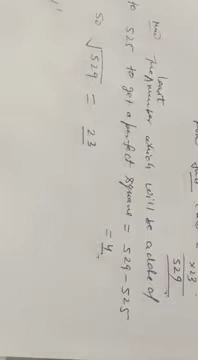 x23
529
least
the number which will be added of
to 525 to get a perfect square = 529 - 525
= 4
So √529 = 23